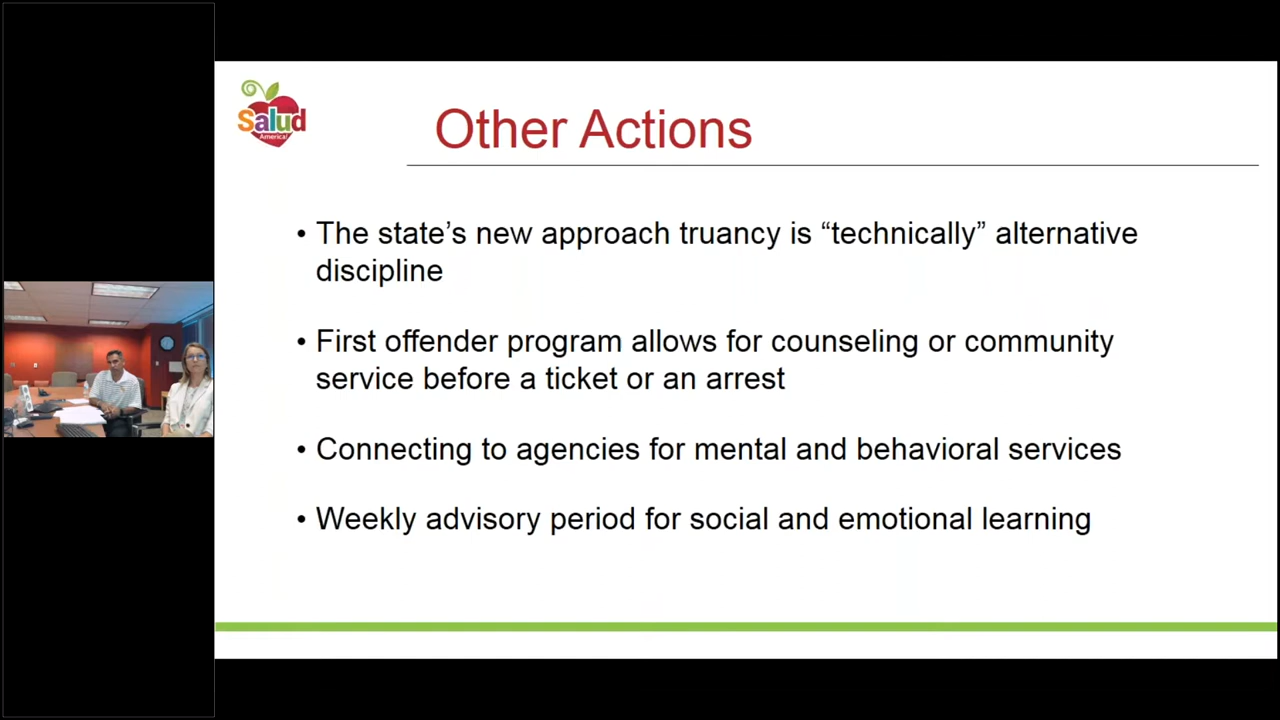 Salud
America!
Other Actions
• The state’s new approach truancy is “technically” alternative
discipline
• First offender program allows for counseling or community
service before a ticket or an arrest
• Connecting to agencies for mental and behavioral services
• Weekly advisory period for social and emotional learning